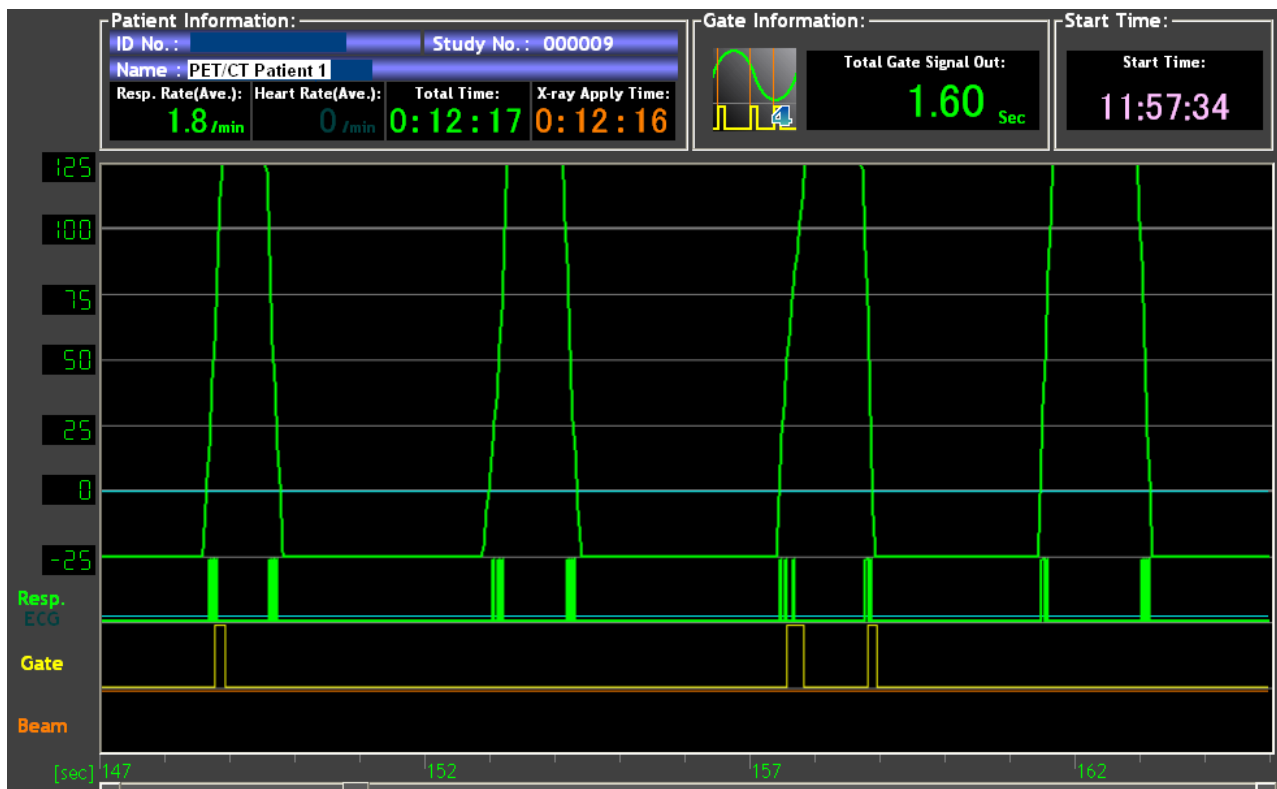 Patient Information: Gate Information: Start Time:
ID No.: Study No.: 000009
Name : PET/CT Patient 1
Resp. Rate(Ave.): Heart Rate(Ave.): Total Time: X-ray Apply Time:
1.8 /min 0 /min 0:12:17 0:12:16
4
Total Gate Signal Out:
1.60 Sec
Start Time:
11:57:34
125
100
75
50
25
0
-25
Resp.
ECG
Gate
Beam
[sec] 147 152 157 162